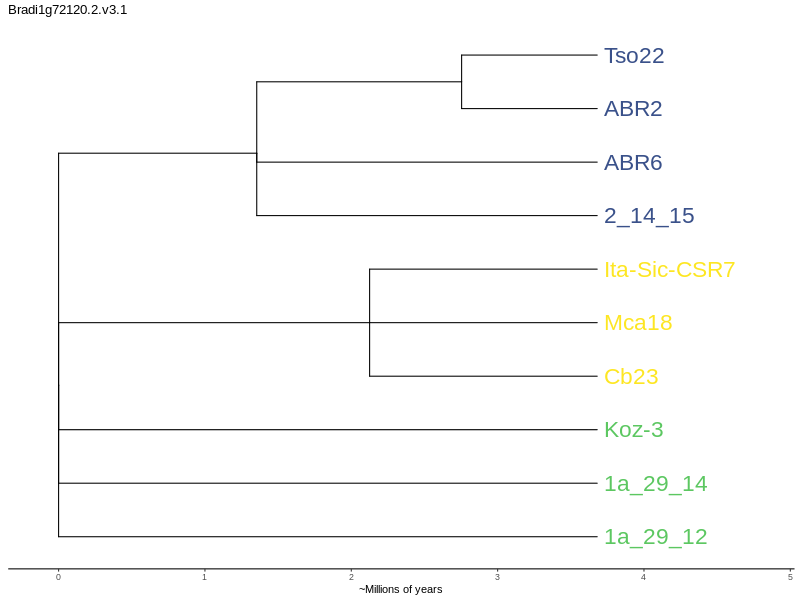 Bradi1g72120.2.v3.1
Tso22
ABR2
ABR6
2_14_15
Ita-Sic-CSR7
Mca18
Cb23
Koz-3
1a_29_14
1a_29_12
0 1 2 3 4 5
~Millions of years